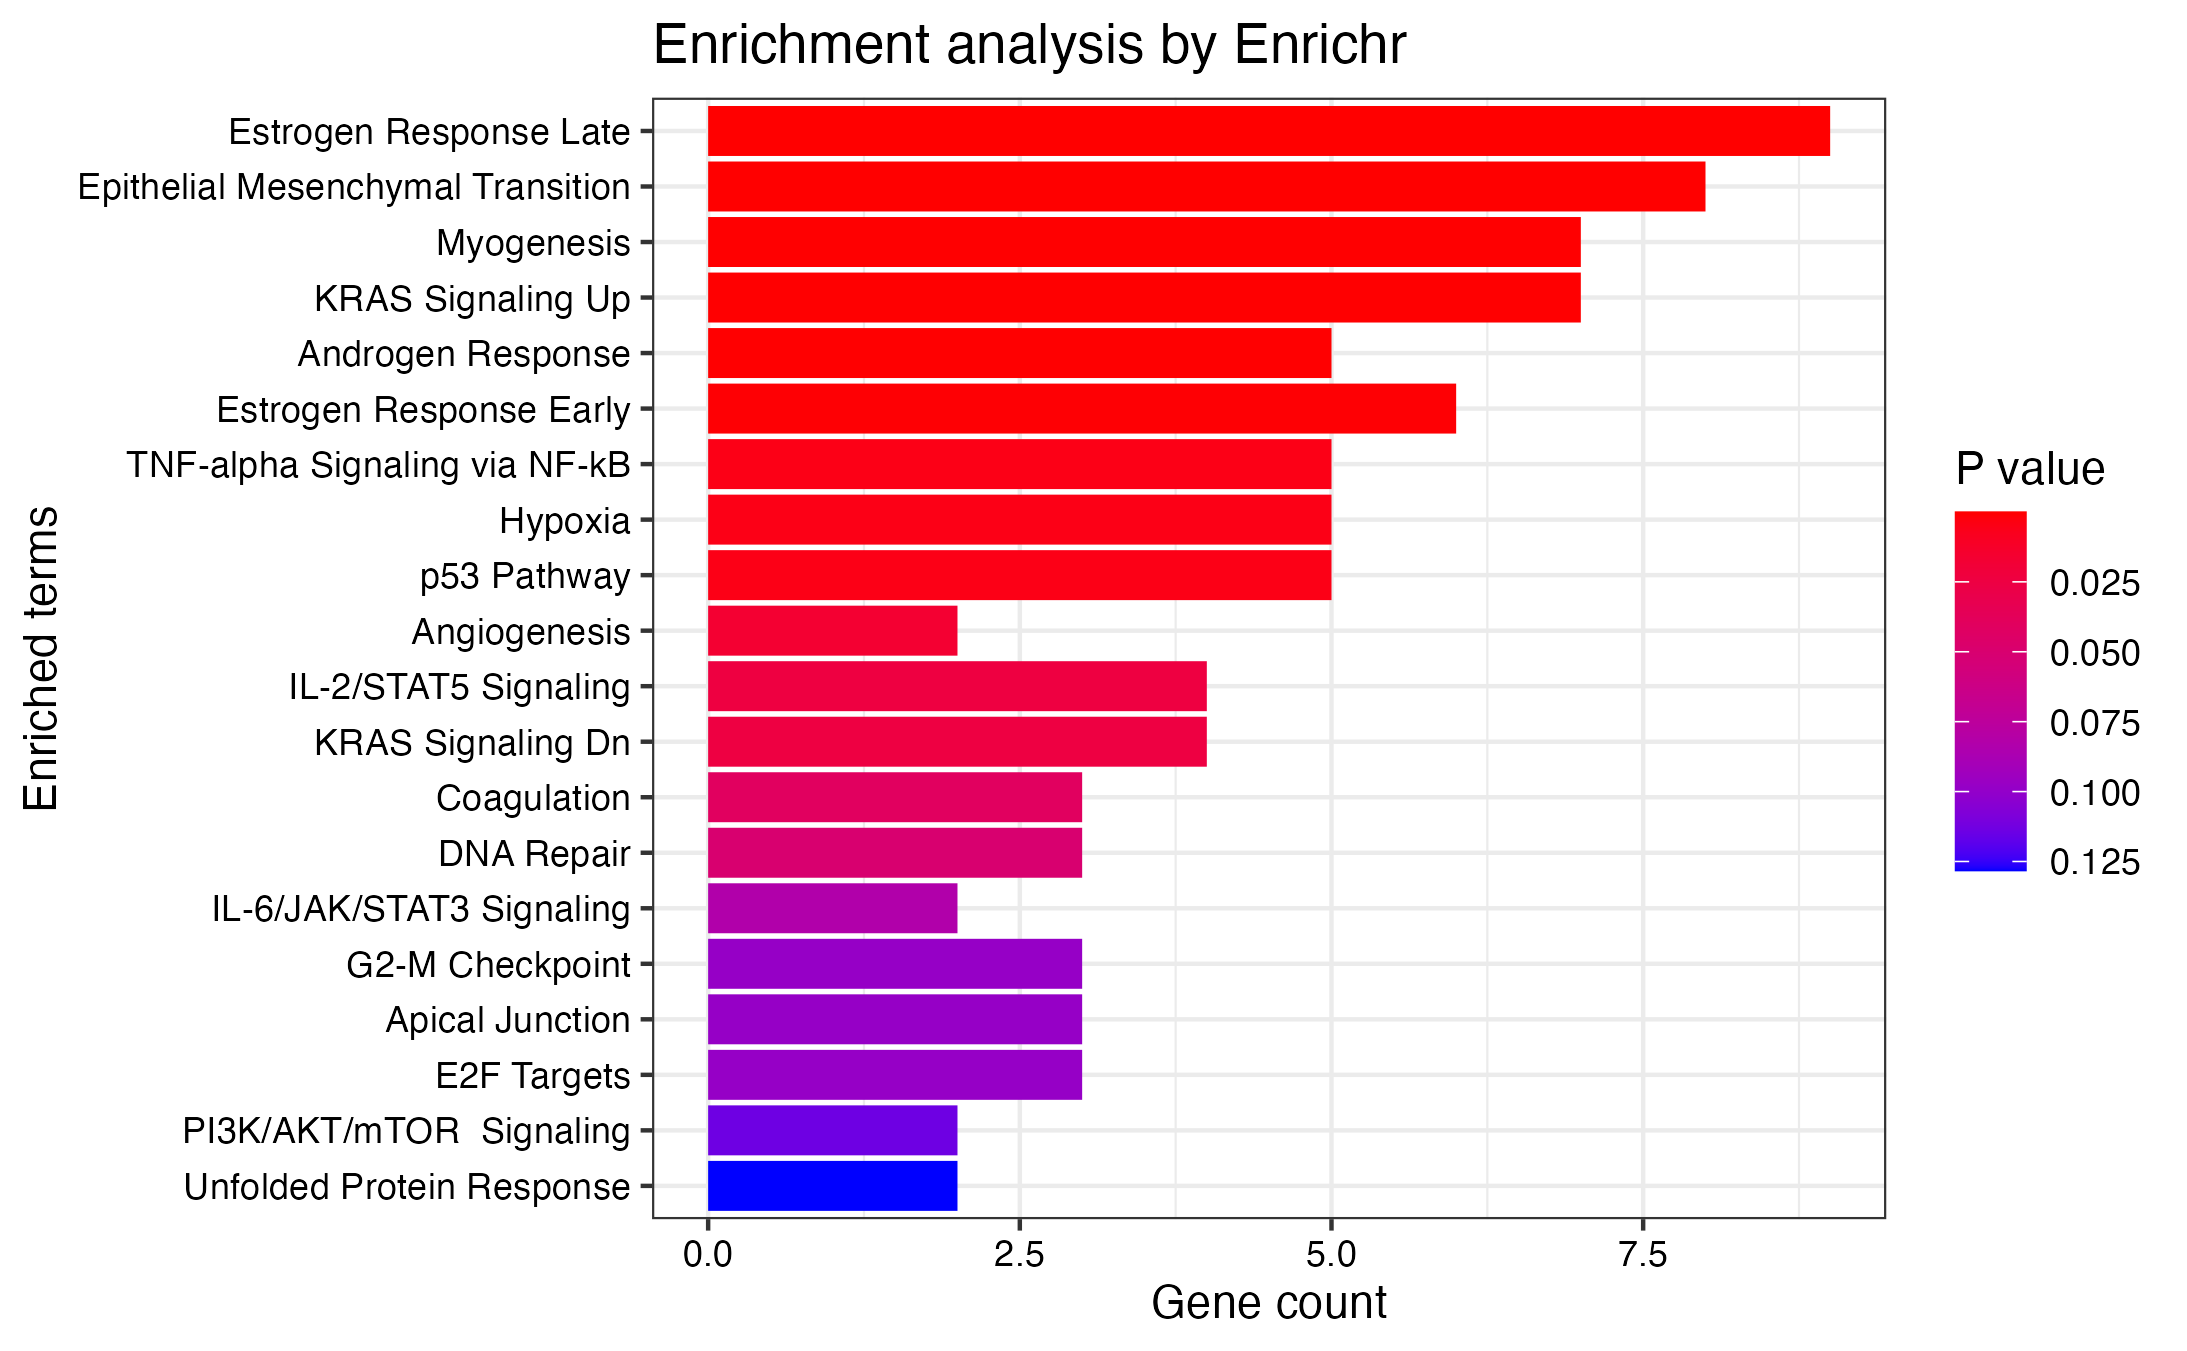 Enrichment analysis by Enrichr
Enriched terms
Estrogen Response Late
Epithelial Mesenchymal Transition
Myogenesis
KRAS Signaling Up
Androgen Response
Estrogen Response Early
TNF-alpha Signaling via NF-kB
Hypoxia
p53 Pathway
Angiogenesis
IL-2/STAT5 Signaling
KRAS Signaling Dn
Coagulation
DNA Repair
IL-6/JAK/STAT3 Signaling
G2-M Checkpoint
Apical Junction
E2F Targets
PI3K/AKT/mTOR  Signaling
Unfolded Protein Response
0.0 2.5 5.0 7.5
Gene count
P value
0.025
0.050
0.075
0.100
0.125